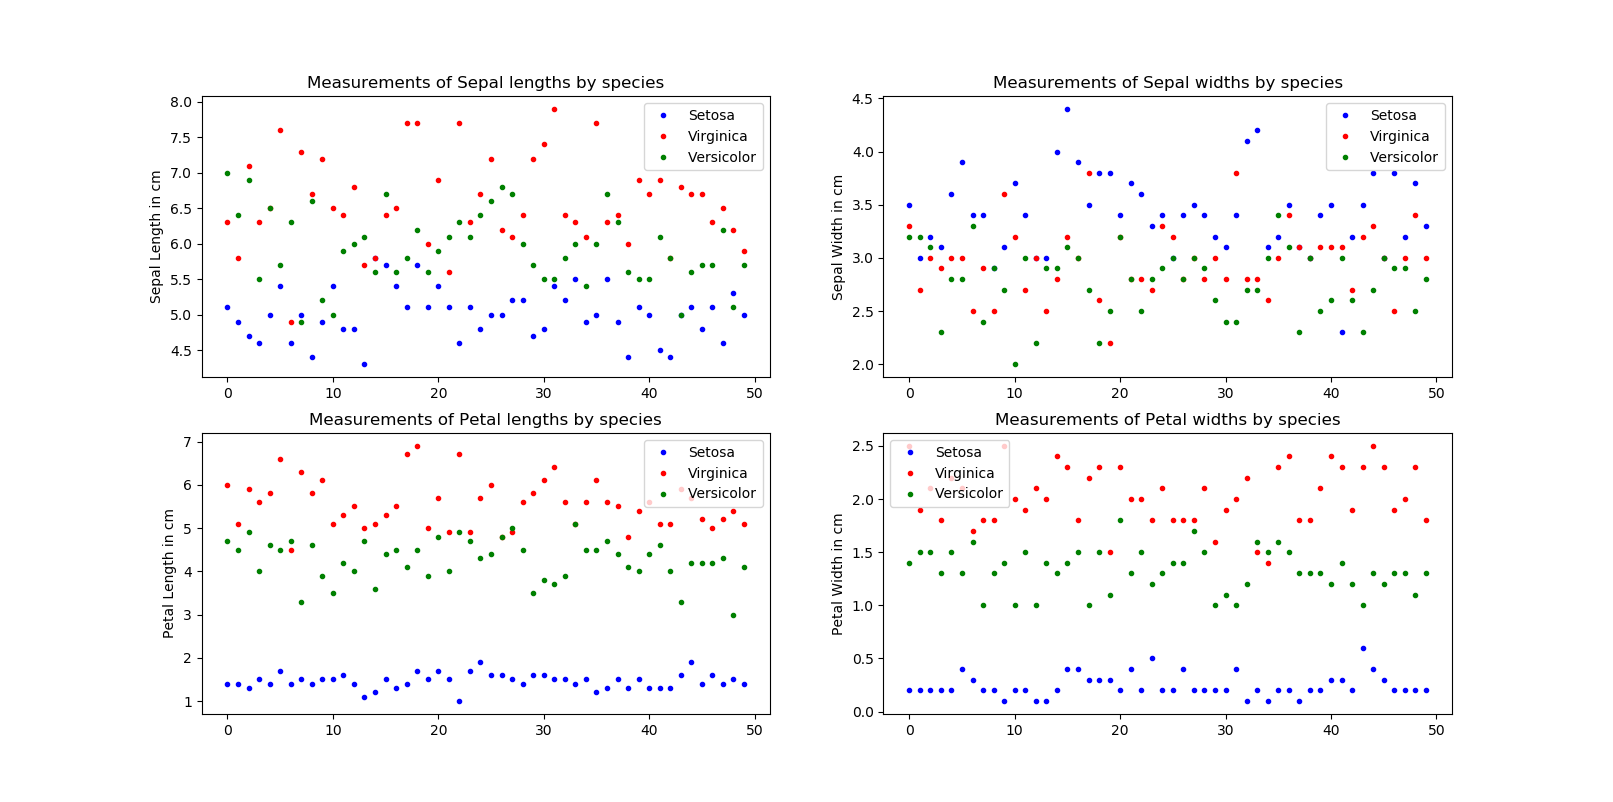 Measurements of Sepal lengths by species
8.0
7.5
7.0
6.5
6.0
5.5
5.0
4.5
Sepal Length in cm
Setosa
Virginica
Versicolor
0 10 20 30 40 50
Measurements of Sepal widths by species
4.5
4.0
3.5
3.0
2.5
2.0
Sepal Width in cm
Setosa
Virginica
Versicolor
0 10 20 30 40 50
Measurements of Petal lengths by species
7
6
5
4
3
2
1
Petal Length in cm
Setosa
Virginica
Versicolor
0 10 20 30 40 50
Measurements of Petal widths by species
2.5
2.0
1.5
1.0
0.5
0.0
Petal Width in cm
Setosa
Virginica
Versicolor
0 10 20 30 40 50